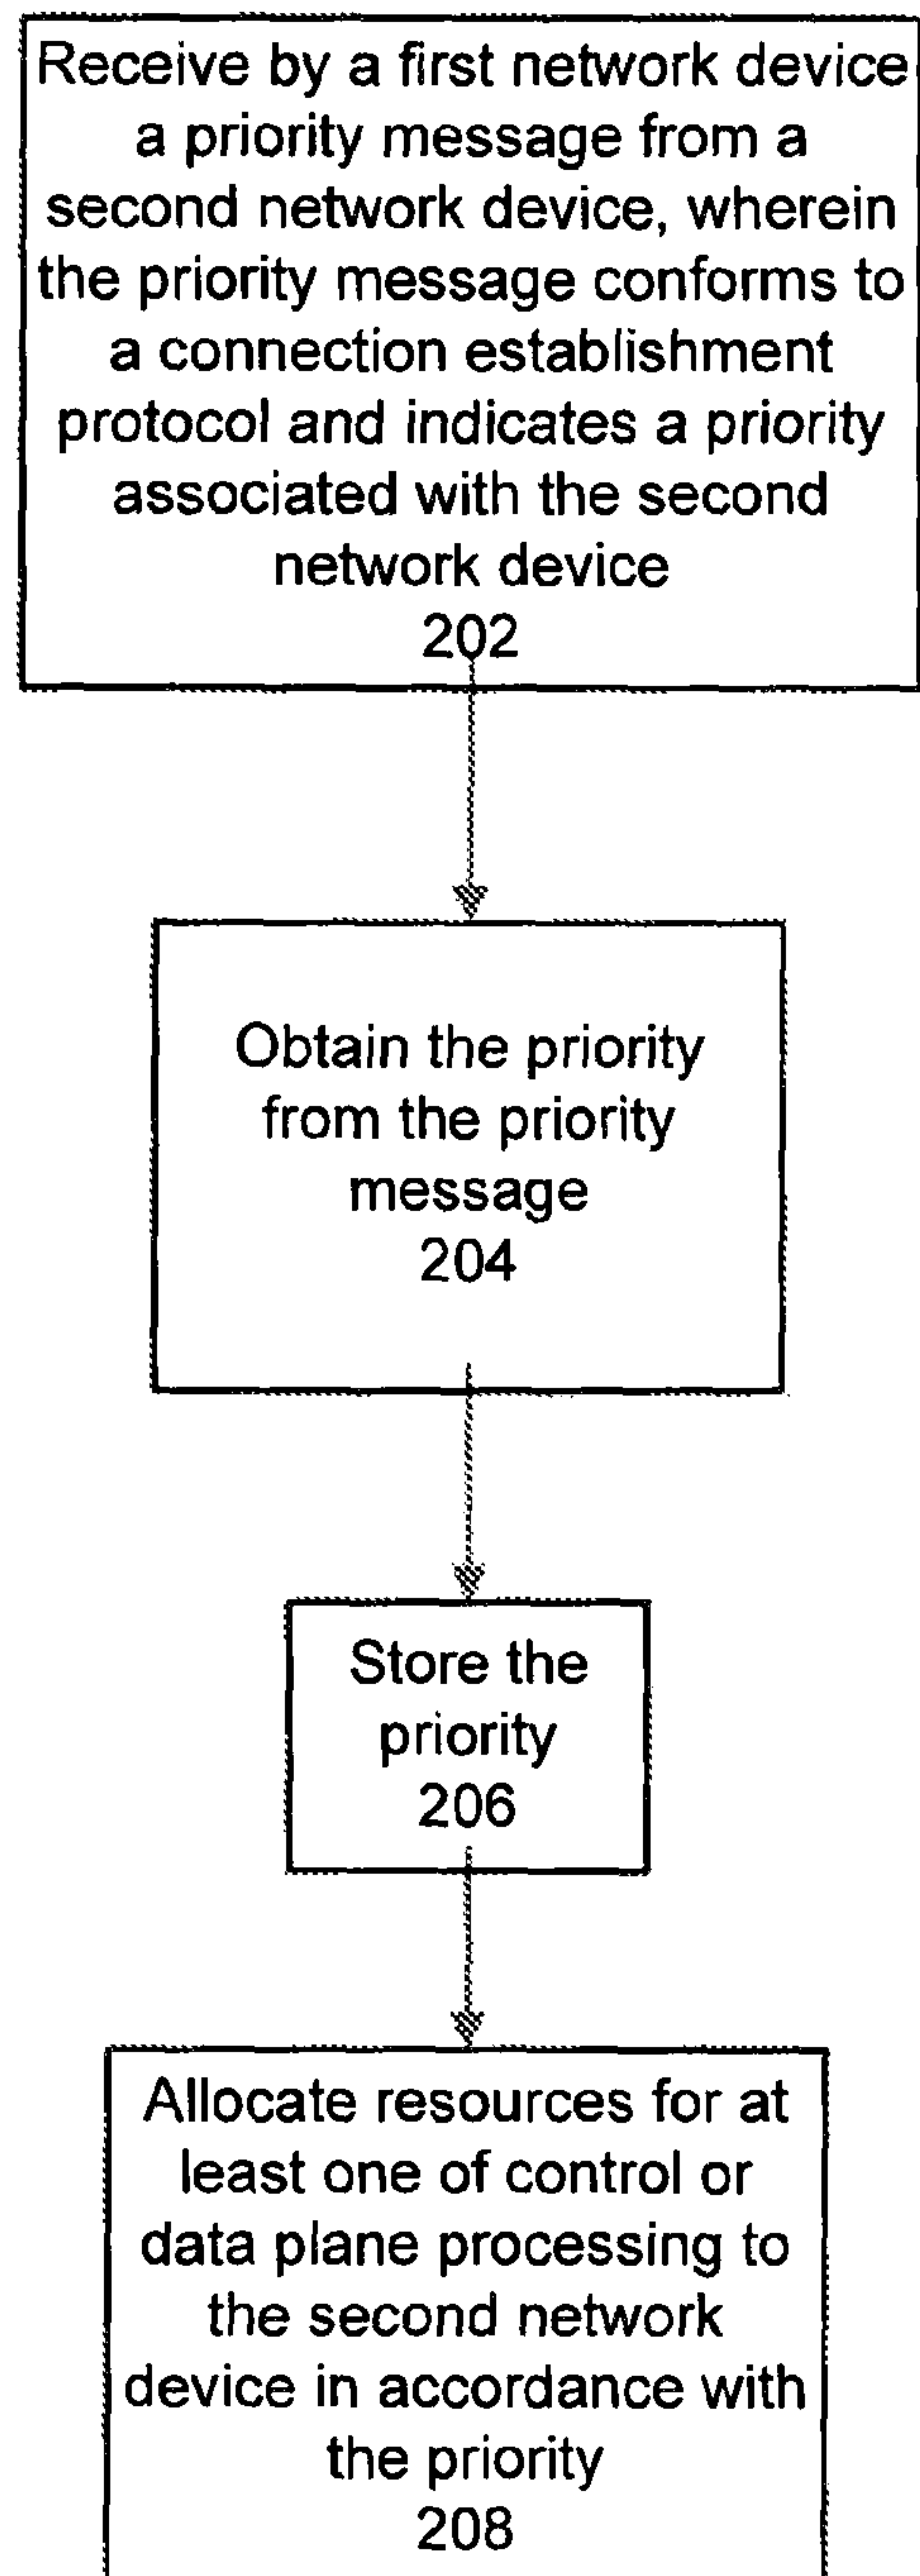 Receive by a first network device
a priority message from a
second network device, wherein
the priority message conforms to
a connection establishment
protocol and indicates a priority
associated with the second
network device
202
Obtain the priority
from the priority
message
204
Store the
priority
206
Allocate resources for at
least one of control or
data plane processing to
the second network
device in accordance with
the priority
208